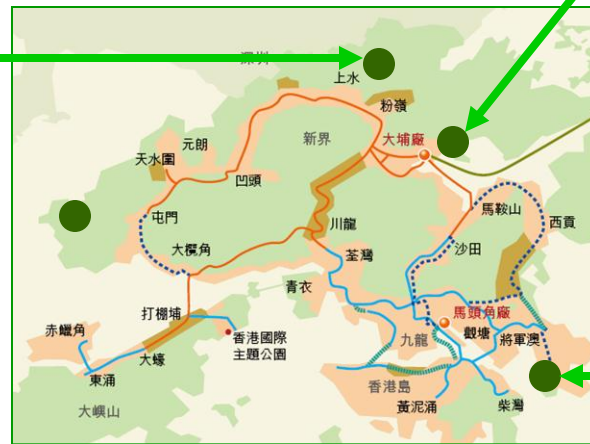 深圳
上水
粉嶺
元朗
新界
大埔廠
天水圍
凹頭
馬鞍山
屯門
川龍
西貢
沙田
大欖角
荃灣
青衣
打棚埔
馬頭角廠
赤鱲角
香港國際
主題公園
九龍
觀塘
將軍澳
大蠔
東涌
香港島
大嶼山
黃泥涌
柴灣